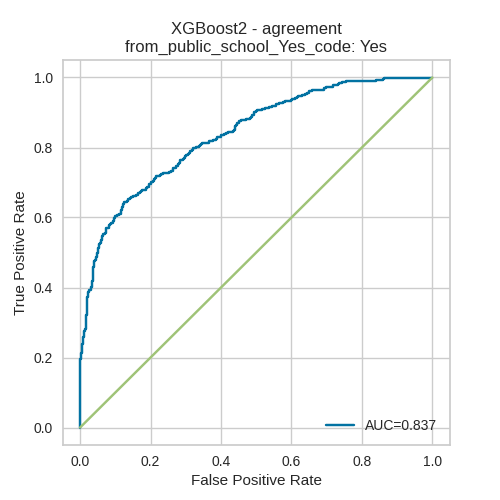 XGBoost2 - agreement
from_public_school_Yes_code: Yes
1.0
0.8
0.6
0.4
0.2
0.0
True Positive Rate
AUC=0.837
0.0 0.2 0.4 0.6 0.8 1.0
False Positive Rate